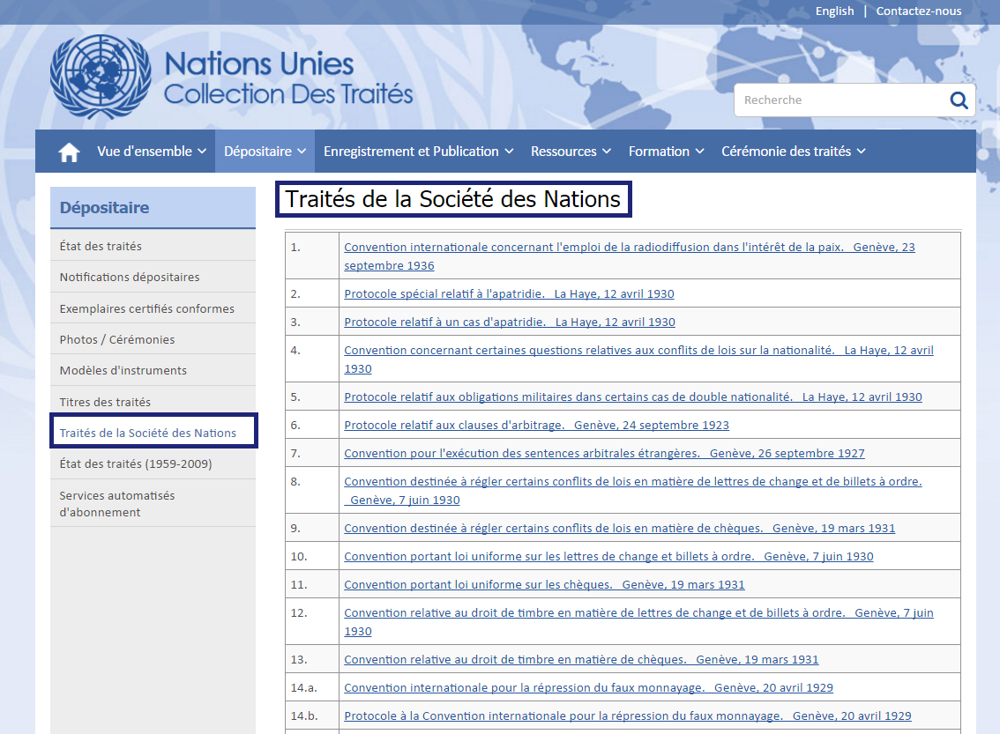 English | Contactez-nous
Nations Unies
Collection Des Traités
Recherche
Vue d'ensemble Dépositaire Enregistrement et Publication Ressources Formation Cérémonie des traités
Dépositaire
État des traités
Notifications dépositaires
Exemplaires certifiés conformes
Photos / Cérémonies
Modèles d'instruments
Titres des traités
Traités de la Société des Nations
État des traités (1959-2009)
Services automatisés
d'abonnement
Traités de la Société des Nations
1. Convention internationale concernant l'emploi de la radiodiffusion dans l'intérêt de la paix. Genève, 23
septembre 1936
2. Protocole spécial relatif à l'apatridie. La Haye, 12 avril 1930
3. Protocole relatif à un cas d'apatridie. La Haye, 12 avril 1930
4. Convention concernant certaines questions relatives aux conflits de lois sur la nationalité. La Haye, 12 avril
1930
5. Protocole relatif aux obligations militaires dans certains cas de double nationalité. La Haye, 12 avril 1930
6. Protocole relatif aux clauses d'arbitrage. Genève, 24 septembre 1923
7. Convention pour l'exécution des sentences arbitrales étrangères. Genève, 26 septembre 1927
8. Convention destinée à régler certains conflits de lois en matière de lettres de change et de billets à ordre.
Genève, 7 juin 1930
9. Convention destinée à régler certains conflits de lois en matière de chèques. Genève, 19 mars 1931
10. Convention portant loi uniforme sur les lettres de change et billets à ordre. Genève, 7 juin 1930
11. Convention portant loi uniforme sur les chèques. Genève, 19 mars 1931
12. Convention relative au droit de timbre en matière de lettres de change et de billets à ordre. Genève, 7 juin
1930
13. Convention relative au droit de timbre en matière de chèques. Genève, 19 mars 1931
14.a. Convention internationale pour la répression du faux monnayage. Genève, 20 avril 1929
14.b. Protocole à la Convention internationale pour la répression du faux monnayage. Genève, 20 avril 1929